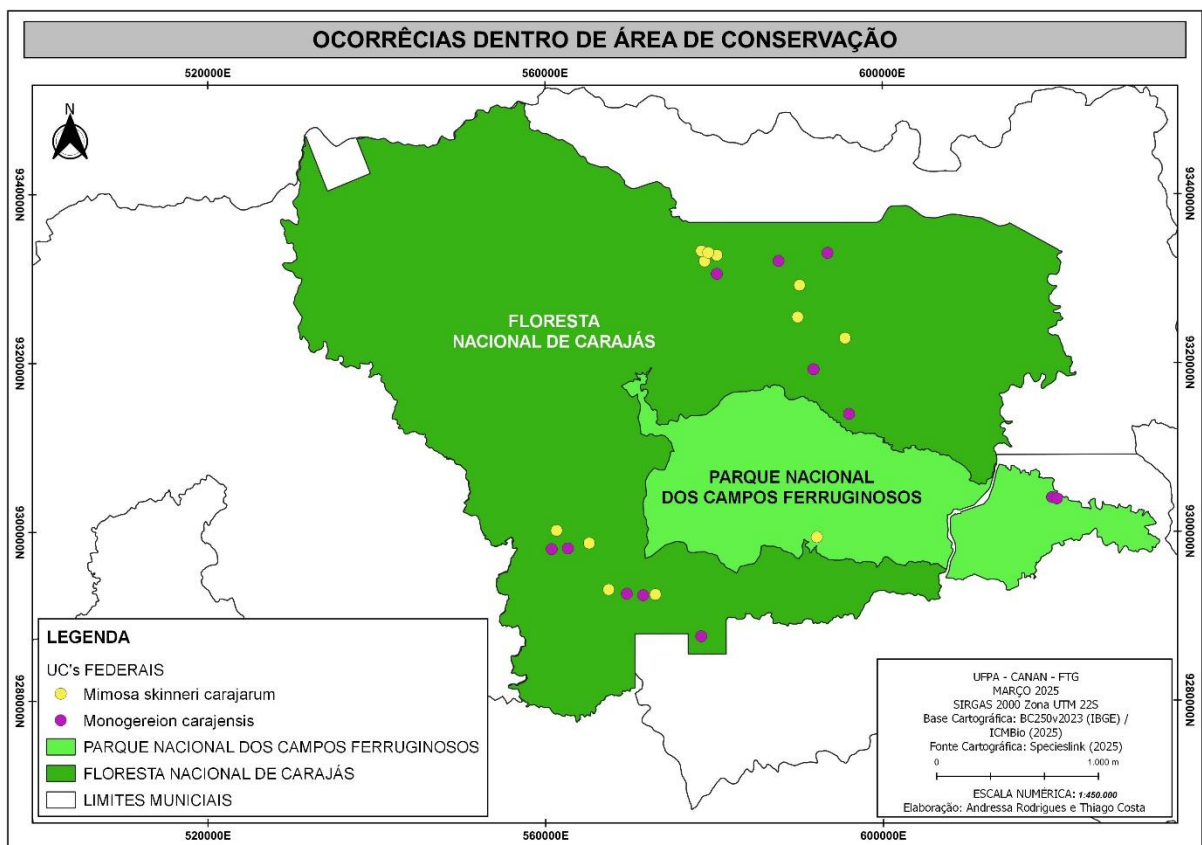 OCORRÊCIAS DENTRO DE ÁREA DE CONSERVAÇÃO
520000E
560000E
600000E
N
9340000N
9340000N
FLORESTA
NACIONAL DE CARAJÁS
9320000N
9320000N
PARQUE NACIONAL
DOS CAMPOS FERRUGINOSOS
9300000N
9300000N
9280000N
9280000N
LEGENDA
UC's FEDERAIS
Mimosa skinneri carajarum
Monogereion carajensis
PARQUE NACIONAL DOS CAMPOS FERRUGINOSOS
FLORESTA NACIONAL DE CARAJÁS
LIMITES MUNICIAIS
UFPA - CANAN - FTG
MARÇO 2025
SIRGAS 2000 Zona UTM 22S
Base Cartográfica: BC250v2023 (IBGE) /
ICMBio (2025)
Fonte Cartográfica: Specieslink (2025)
0 1.000 m
ESCALA NUMÉRICA: 1:450.000
Elaboração: Andressa Rodrigues e Thiago Costa
520000E
560000E
600000E